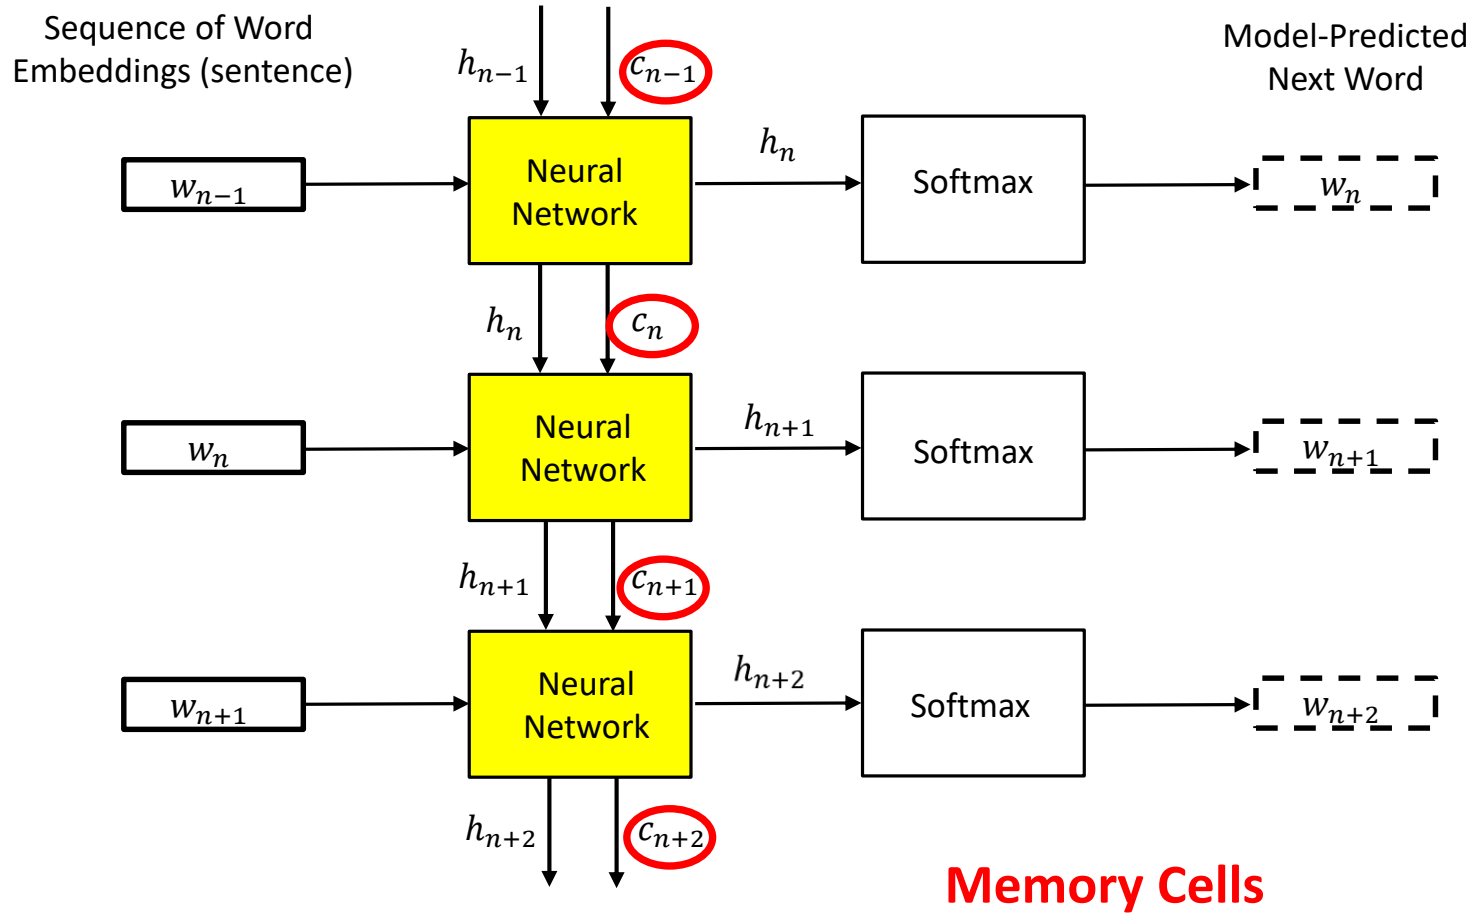 Sequence of Word
Embeddings (sentence)
Model-Predicted
Next Word
h_{n−1}
c_{n−1}
w_{n−1}
Neural
Network
h_n
Softmax
w_n
h_n
c_n
w_n
Neural
Network
h_{n+1}
Softmax
w_{n+1}
h_{n+1}
c_{n+1}
w_{n+1}
Neural
Network
h_{n+2}
Softmax
w_{n+2}
h_{n+2}
c_{n+2}
Memory Cells